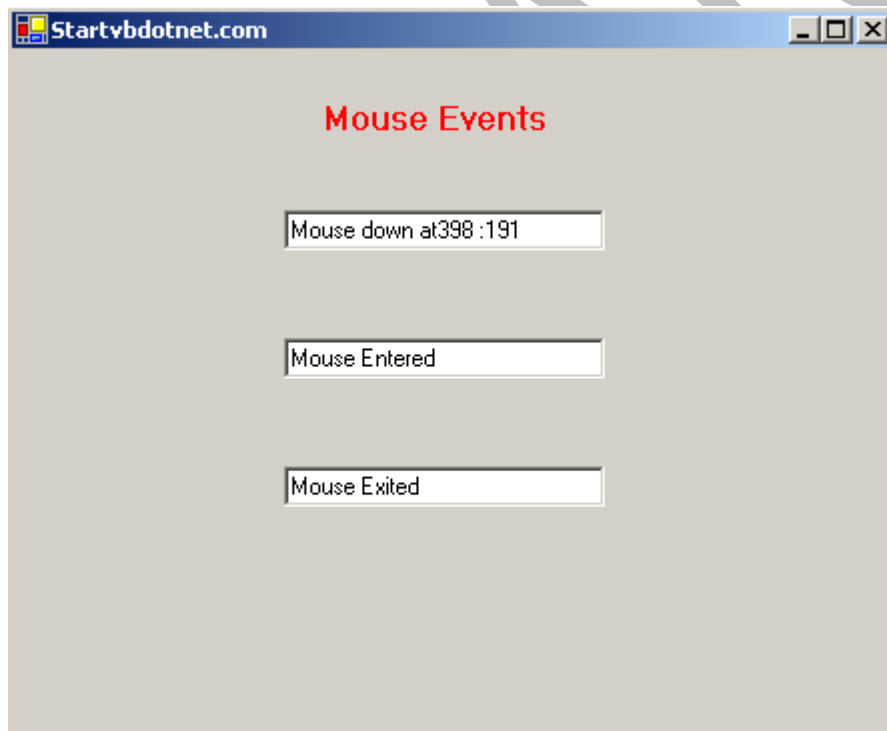 Startvbdotnet.com
Mouse Events
Mouse down at398 :191
Mouse Entered
Mouse Exited